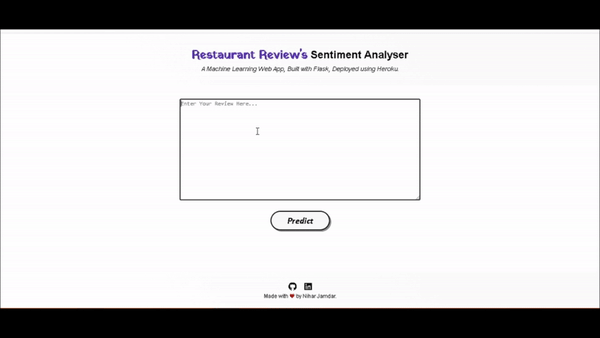 Restaurant Review's Sentiment Analyser
A Machine Learning Web App, Built with Flask, Deployed using Heroku.
Enter Your Review Here...
Predict
Made with ❤ by Nihar Jamdar.